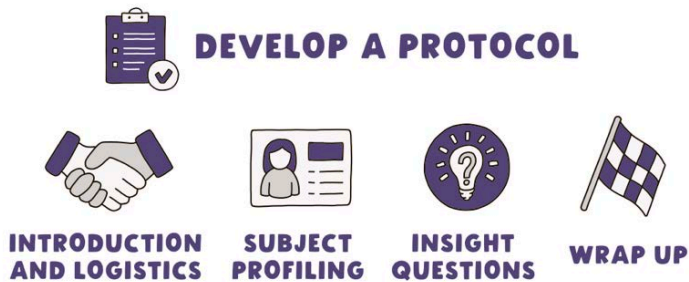 DEVELOP A PROTOCOL
INTRODUCTION
AND LOGISTICS
SUBJECT
PROFILING
INSIGHT
QUESTIONS
WRAP UP